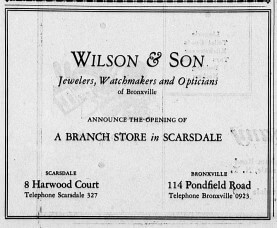 WILSON & SON
Jewelers, Watchmakers and Opticians
of Bronxville
ANNOUNCE THE OPENING OF
A BRANCH STORE in SCARSDALE
SCARSDALE
8 Harwood Court
Telephone Scarsdale 327
BRONXVILLE
114 Pondfield Road
Telephone Bronxville 0923